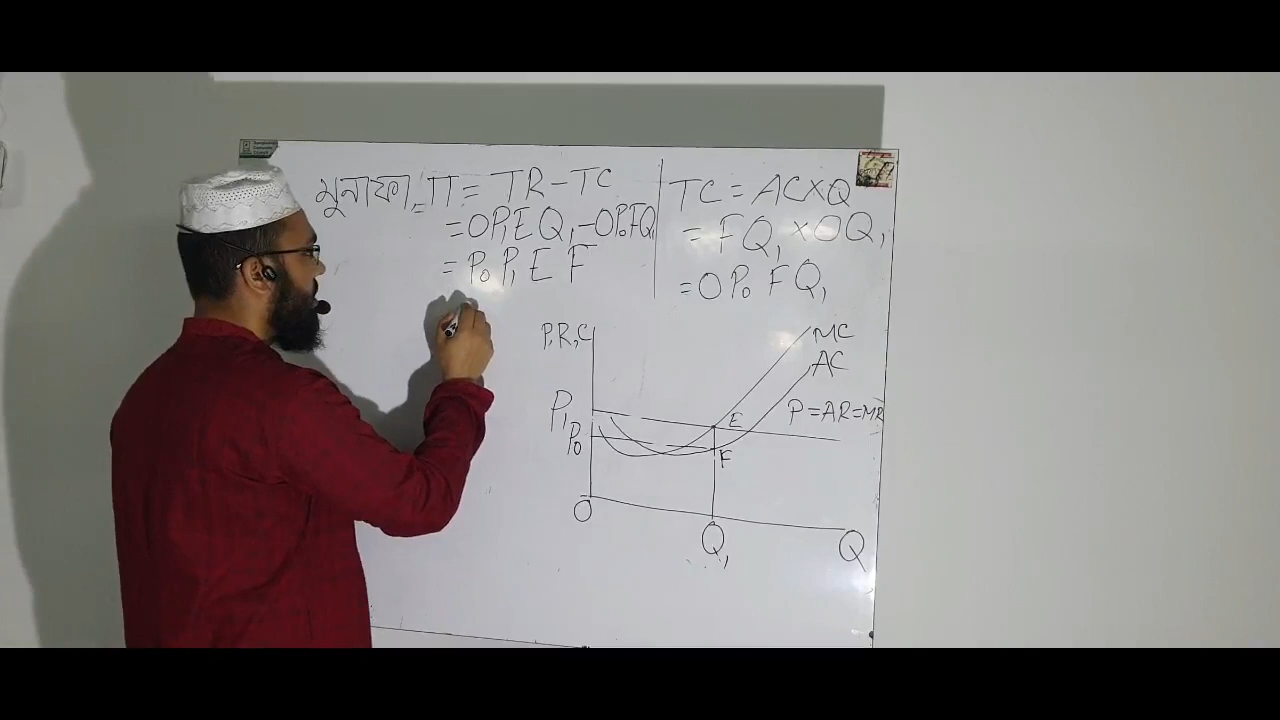 মুনাফা, Π = TR - TC
= OP₁EQ₁ - OP₀FQ₁
= P₀P₁EF
TC = AC×Q
= FQ₁ × OQ₁
= OP₀FQ₁
P,R,C
MC
AC
P₁
P = AR = MR
E
P₀
F
O
Q₁
Q